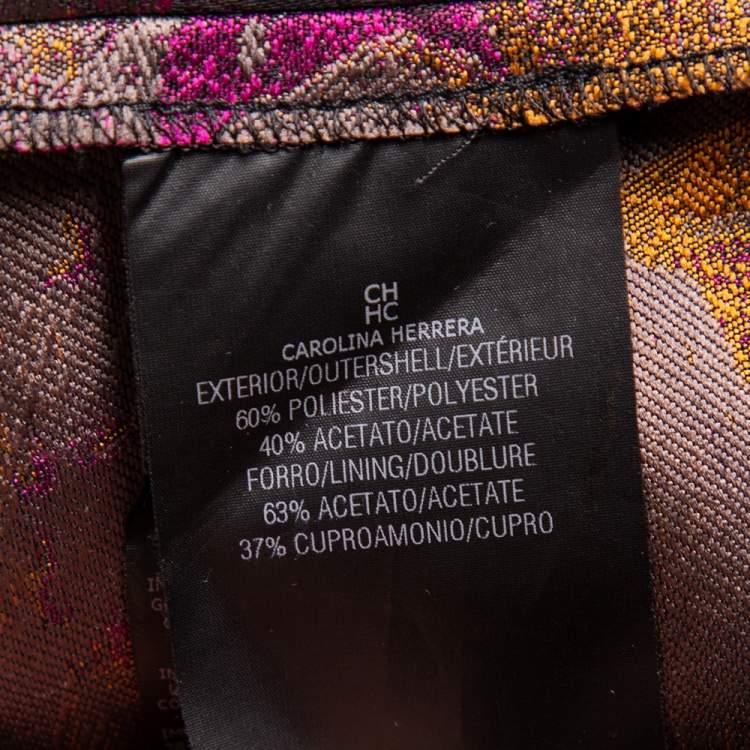 CH
HC
CAROLINA HERRERA
EXTERIOR/OUTERSHELL/EXTÉRIEUR
60% POLIESTER/POLYESTER
40% ACETATO/ACETATE
FORRO/LINING/DOUBLURE
63% ACETATO/ACETATE
37% CUPROAMONIO/CUPRO